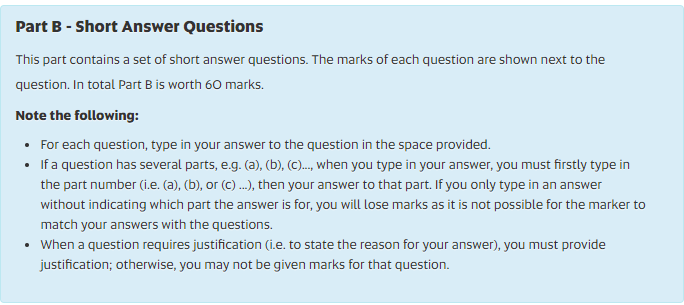 Part B - Short Answer Questions
This part contains a set of short answer questions. The marks of each question are shown next to the
question. In total Part B is worth 60 marks.
Note the following:
• For each question, type in your answer to the question in the space provided.
• If a question has several parts, e.g. (a), (b), (c)..., when you type in your answer, you must firstly type in
the part number (i.e. (a), (b), or (c) ...), then your answer to that part. If you only type in an answer
without indicating which part the answer is for, you will lose marks as it is not possible for the marker to
match your answers with the questions.
• When a question requires justification (i.e. to state the reason for your answer), you must provide
justification; otherwise, you may not be given marks for that question.